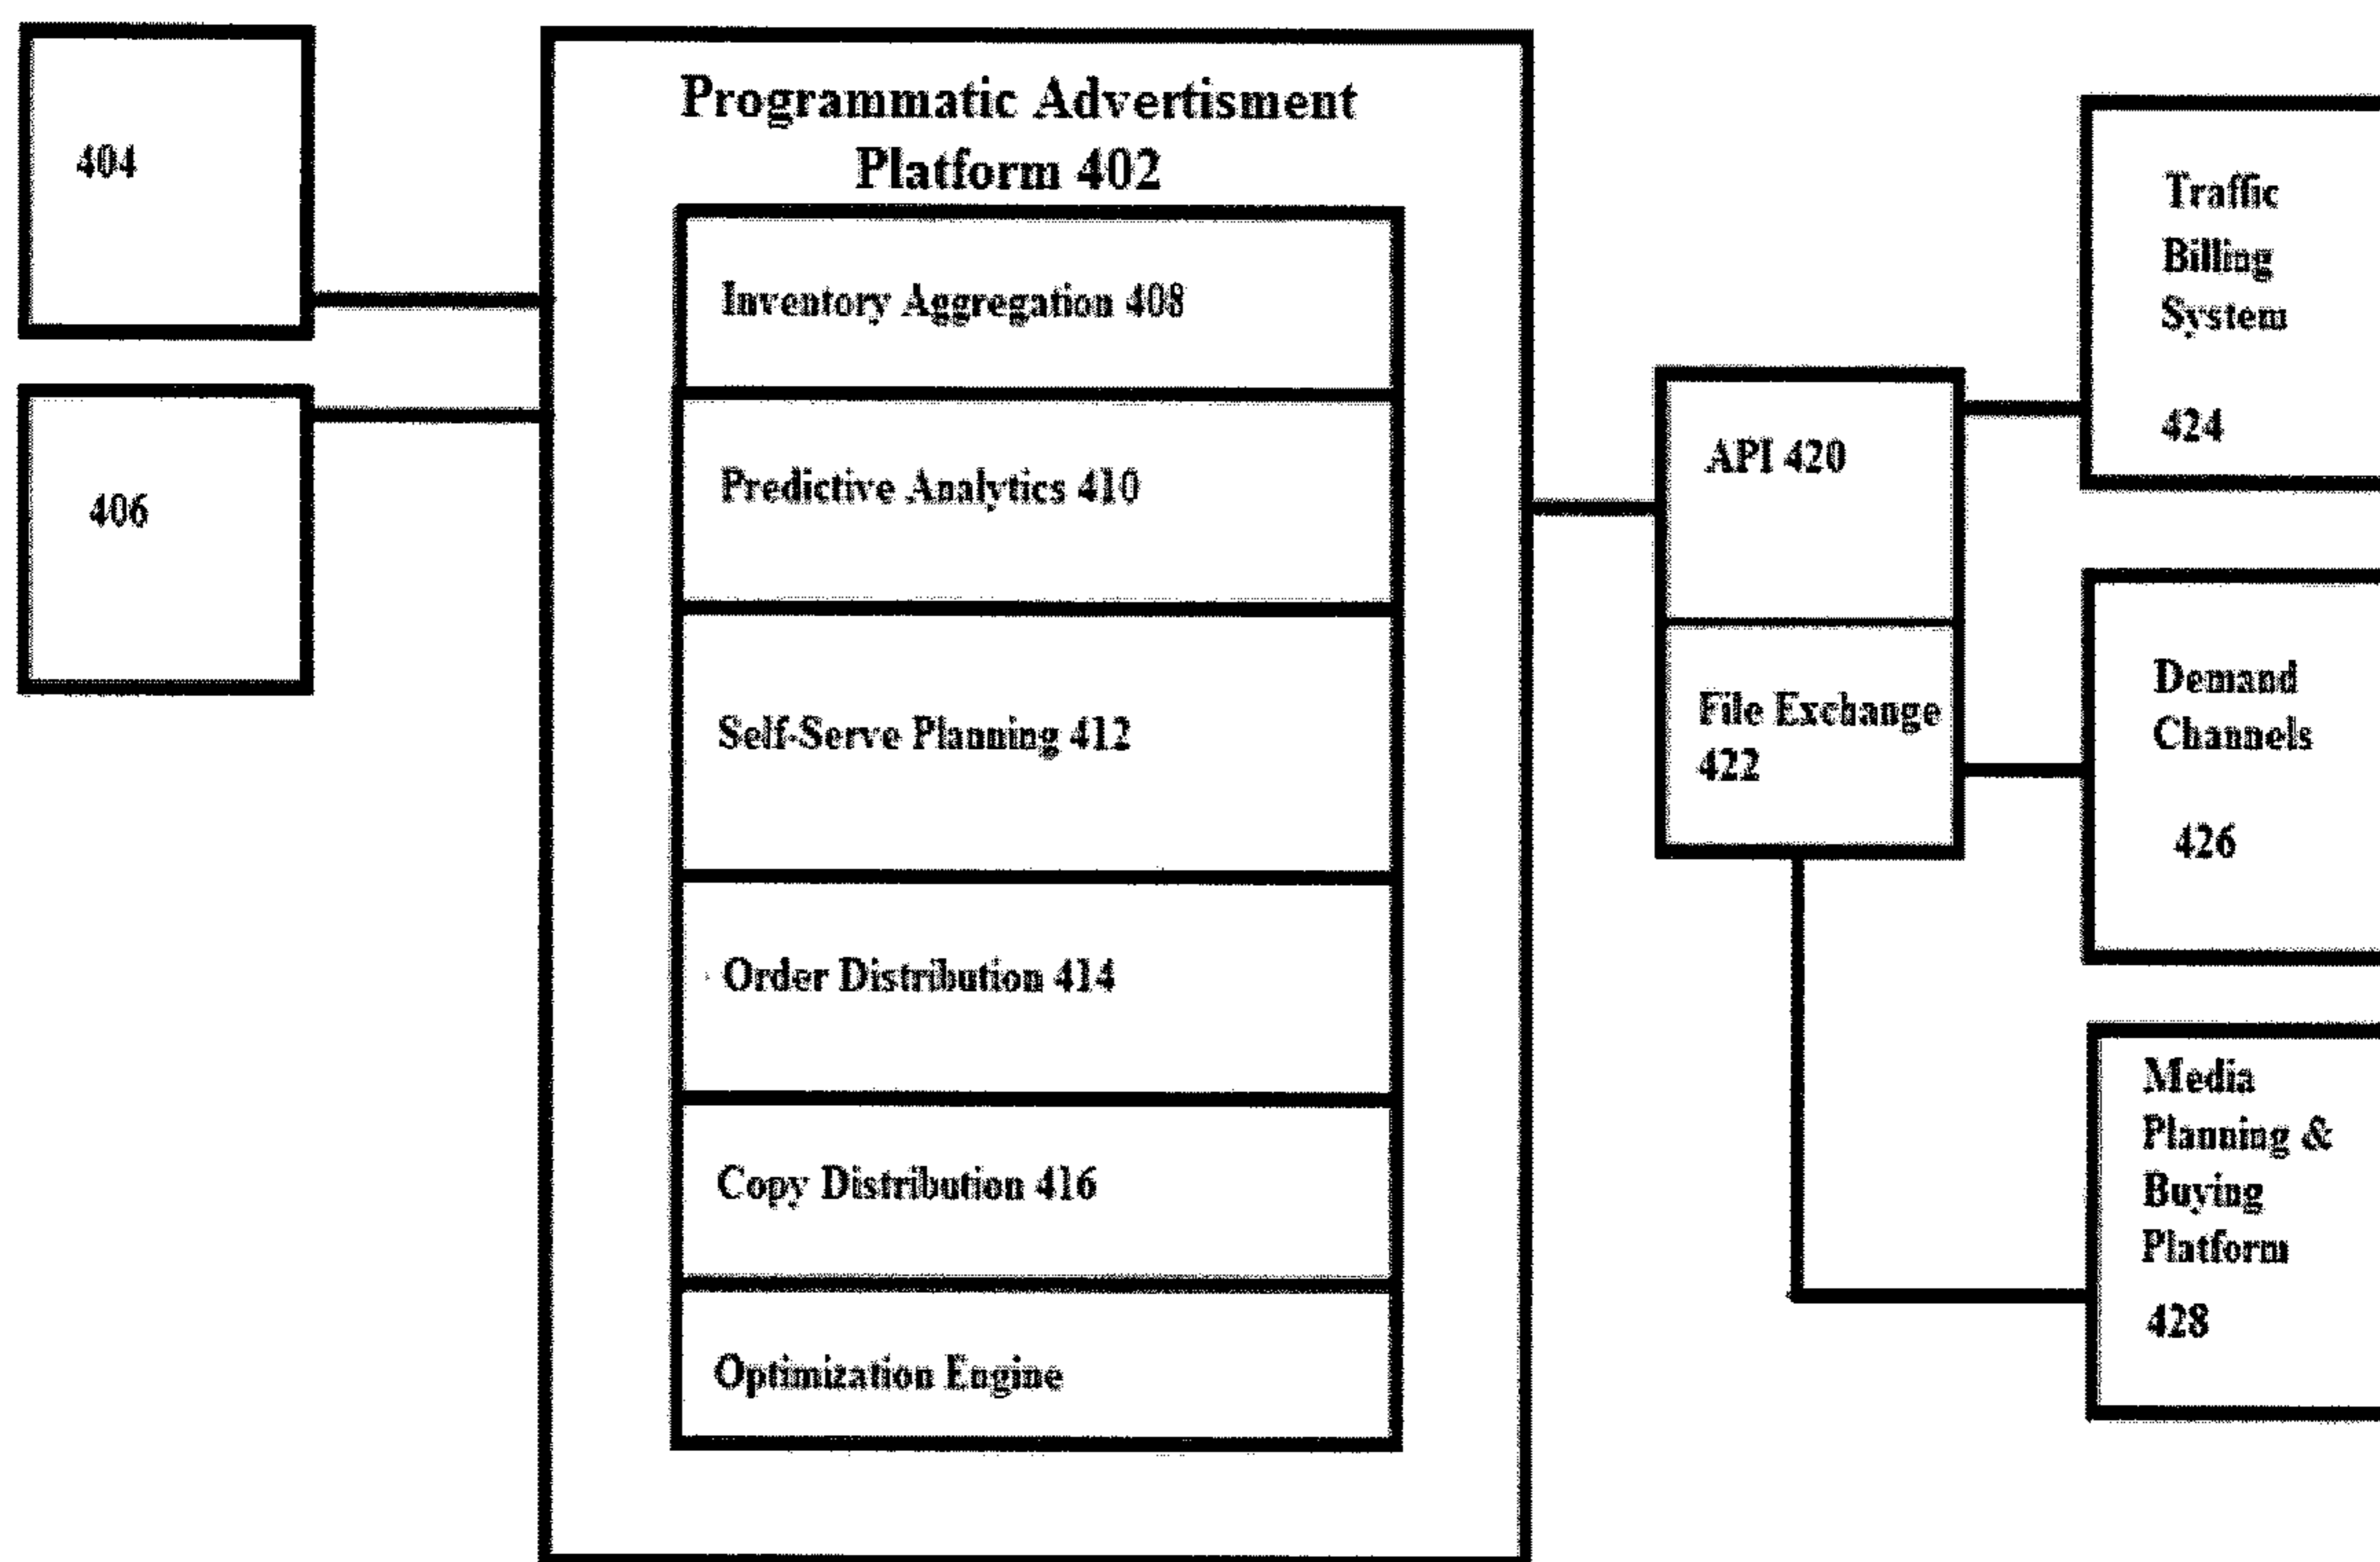 404
406
Programmatic Advertisment
Platform 402
Inventory Aggregation 408
Predictive Analytics 410
Self-Serve Planning 412
Order Distribution 414
Copy Distribution 416
Optimization Engine
API 420
File Exchange
422
Traffic
Billing
System
424
Demand
Channels
426
Media
Planning &
Buying
Platform
428